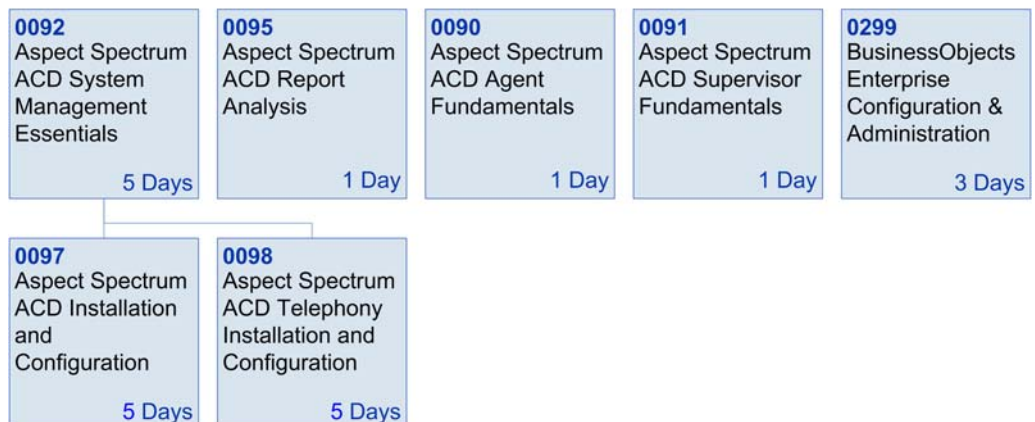 0092
Aspect Spectrum
ACD System
Management
Essentials
5 Days
0095
Aspect Spectrum
ACD Report
Analysis
1 Day
0090
Aspect Spectrum
ACD Agent
Fundamentals
1 Day
0091
Aspect Spectrum
ACD Supervisor
Fundamentals
1 Day
0299
BusinessObjects
Enterprise
Configuration &
Administration
3 Days
0097
Aspect Spectrum
ACD Installation
and
Configuration
5 Days
0098
Aspect Spectrum
ACD Telephony
Installation and
Configuration
5 Days